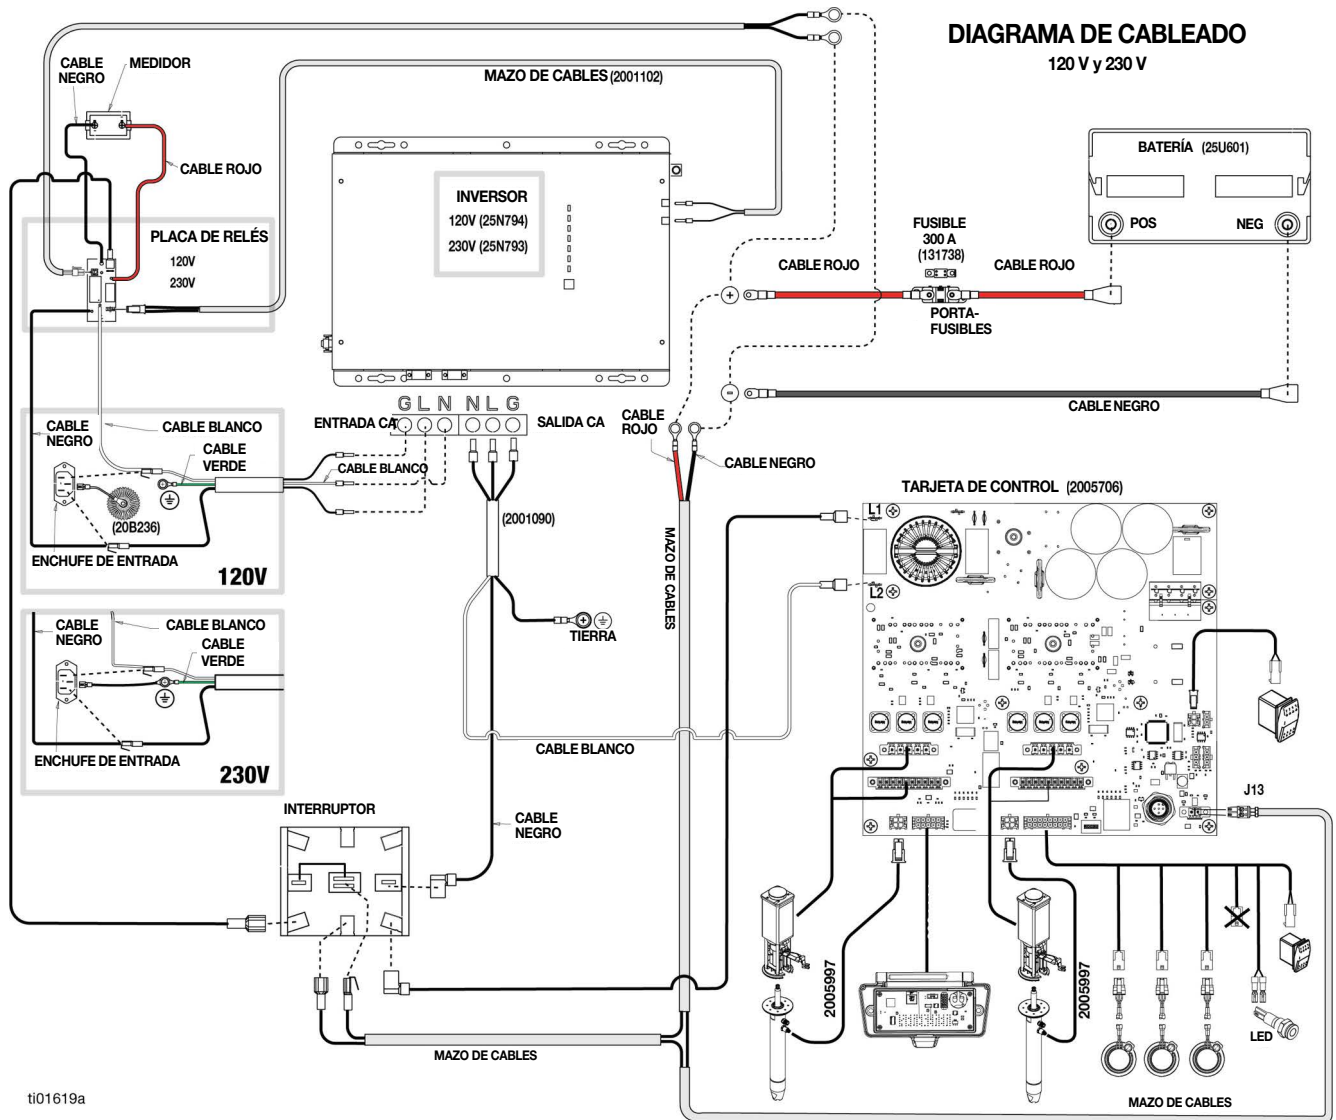 DIAGRAMA DE CABLEADO
120 V y 230 V
CABLE
NEGRO
MEDIDOR
MAZO DE CABLES (2001102)
CABLE ROJO
BATERÍA (25U601)
POS
NEG
INVERSOR
120V (25N794)
230V (25N793)
PLACA DE RELÉS
120V
230V
FUSIBLE
300 A
(131738)
CABLE ROJO
CABLE ROJO
PORTA-
FUSIBLES
+
-
CABLE NEGRO
G L N N L G
ENTRADA CA
SALIDA CA
CABLE
ROJO
CABLE NEGRO
CABLE
NEGRO
CABLE BLANCO
CABLE
VERDE
CABLE BLANCO
(20B236)
ENCHUFE DE ENTRADA
120V
(2001090)
MAZO DE CABLES
TARJETA DE CONTROL (2005706)
L1
L2
TIERRA
CABLE
NEGRO
CABLE BLANCO
CABLE
VERDE
ENCHUFE DE ENTRADA
230V
CABLE BLANCO
INTERRUPTOR
CABLE
NEGRO
J13
2005997
2005997
LED
MAZO DE CABLES
MAZO DE CABLES
ti01619a